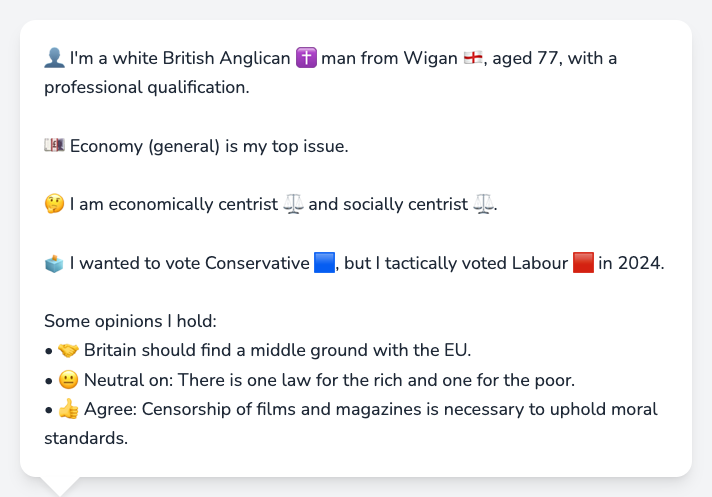 👤 I'm a white British Anglican ✝️ man from Wigan 🏴󠁧󠁢󠁥󠁮󠁧󠁿, aged 77, with a
professional qualification.
💷 Economy (general) is my top issue.
🤔 I am economically centrist ⚖️ and socially centrist ⚖️.
🗳️ I wanted to vote Conservative 🟦, but I tactically voted Labour 🟥 in 2024.
Some opinions I hold:
• 🤝 Britain should find a middle ground with the EU.
• 😐 Neutral on: There is one law for the rich and one for the poor.
• 👍 Agree: Censorship of films and magazines is necessary to uphold moral
standards.